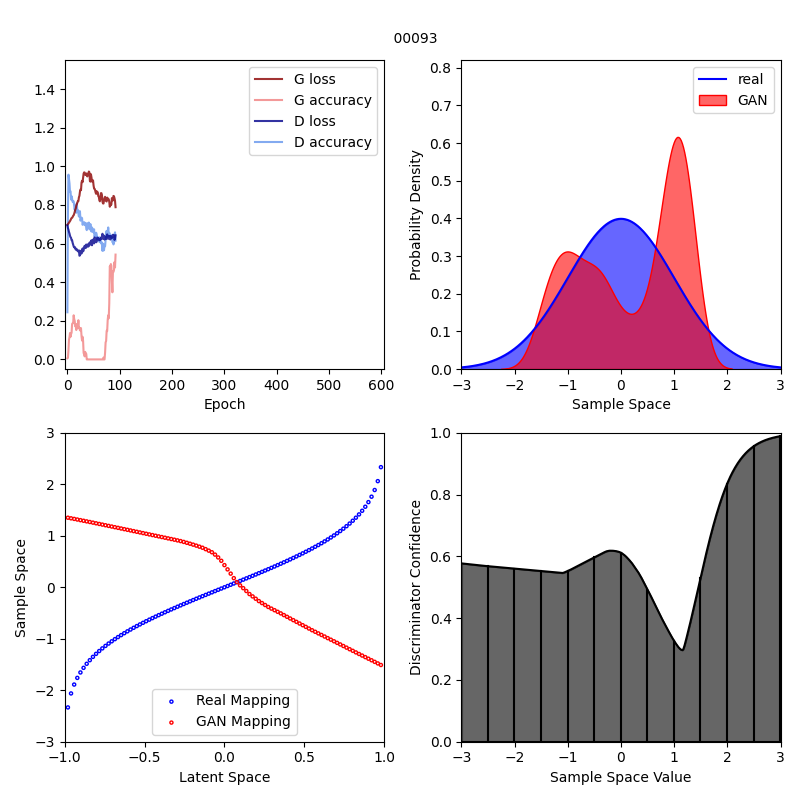 00093
G loss
G accuracy
D loss
D accuracy
1.4
1.2
1.0
0.8
0.6
0.4
0.2
0.0
0 100 200 300 400 500 600
Epoch
real
GAN
Probability Density
0.8
0.7
0.6
0.5
0.4
0.3
0.2
0.1
0.0
−3 −2 −1 0 1 2 3
Sample Space
Sample Space
3
2
1
0
−1
−2
−3
Real Mapping
GAN Mapping
−1.0 −0.5 0.0 0.5 1.0
Latent Space
Discriminator Confidence
1.0
0.8
0.6
0.4
0.2
0.0
−3 −2 −1 0 1 2 3
Sample Space Value